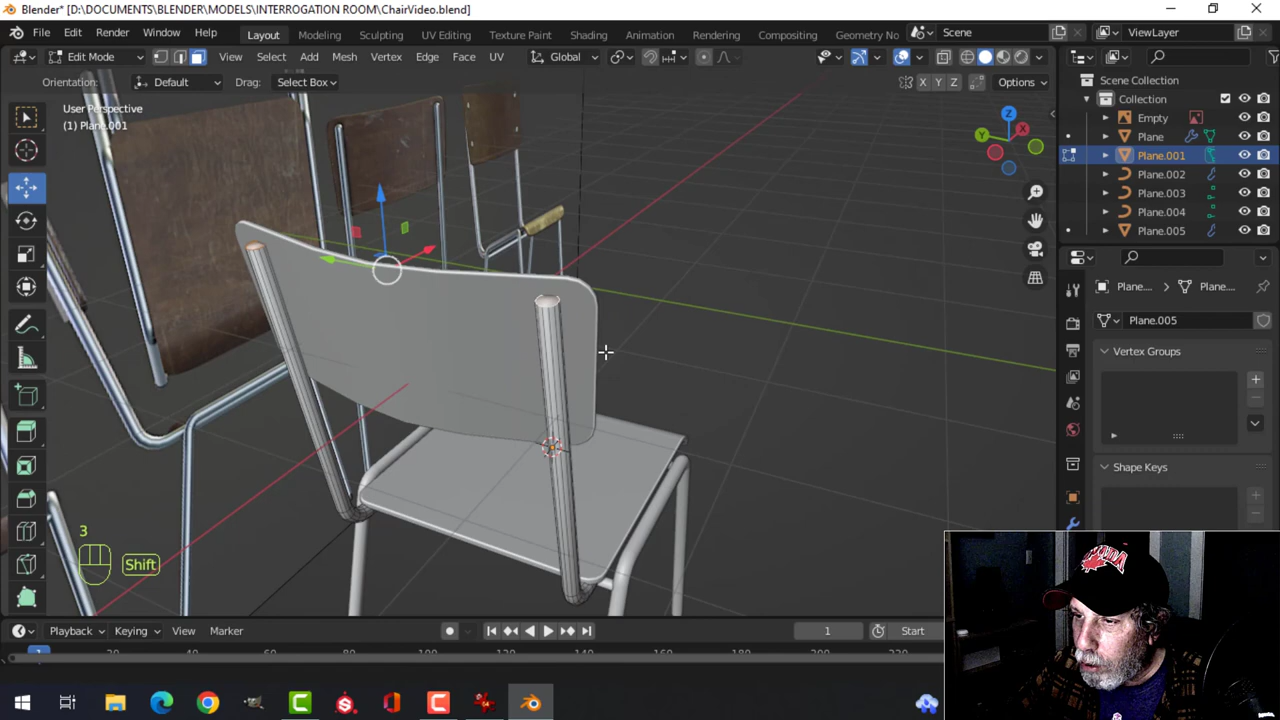 Blender* [D:\DOCUMENTS\BLENDER\MODELS\INTERROGATION ROOM\ChairVideo.blend]
File Edit Render Window Help Layout Modeling Sculpting UV Editing Texture Paint Shading Animation Rendering Compositing Geometry No Scene ViewLayer
Edit Mode View Select Add Mesh Vertex Edge Face UV Global
Orientation: Default Drag: Select Box X Y Z Options
User Perspective
(1) Plane.001
Z
Y
X
Scene Collection
Collection
Empty
Plane
Plane.001
Plane.002
Plane.003
Plane.004
Plane.005
Plane.... Plane....
Plane.005
Vertex Groups
Shape Keys
3
Shift
Playback Keying View Marker 1 Start